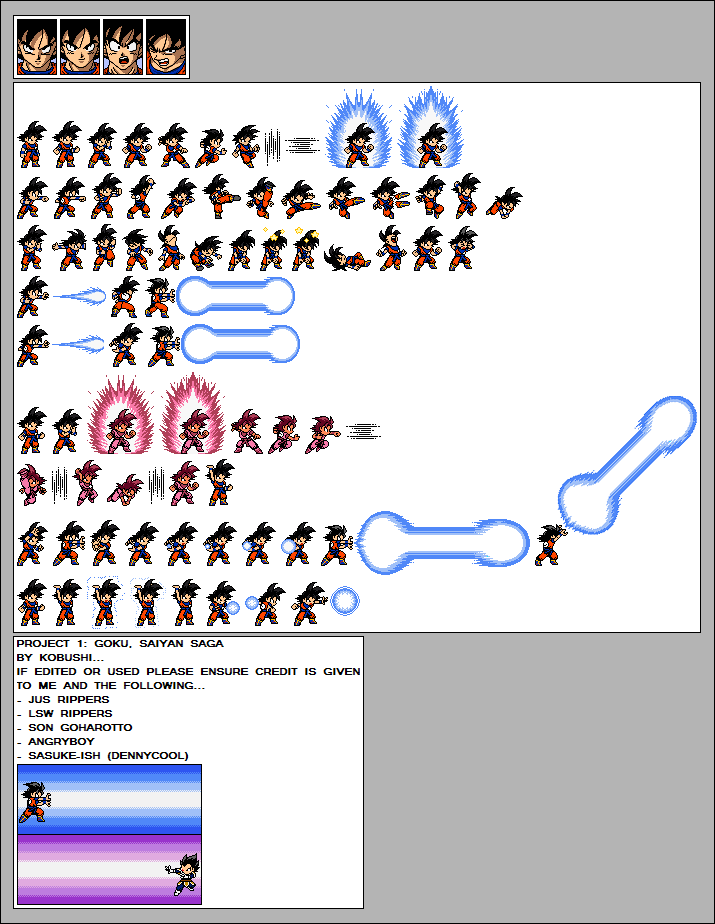 PROJECT 1: GOKU, SAIYAN SAGA
BY KOBUSHI...
IF EDITED OR USED PLEASE ENSURE CREDIT IS GIVEN
TO ME AND THE FOLLOWING...
- JUS RIPPERS
- LSW RIPPERS
- SON GOHAROTTO
- ANGRYBOY
- SASUKE-ISH (DENNYCOOL)